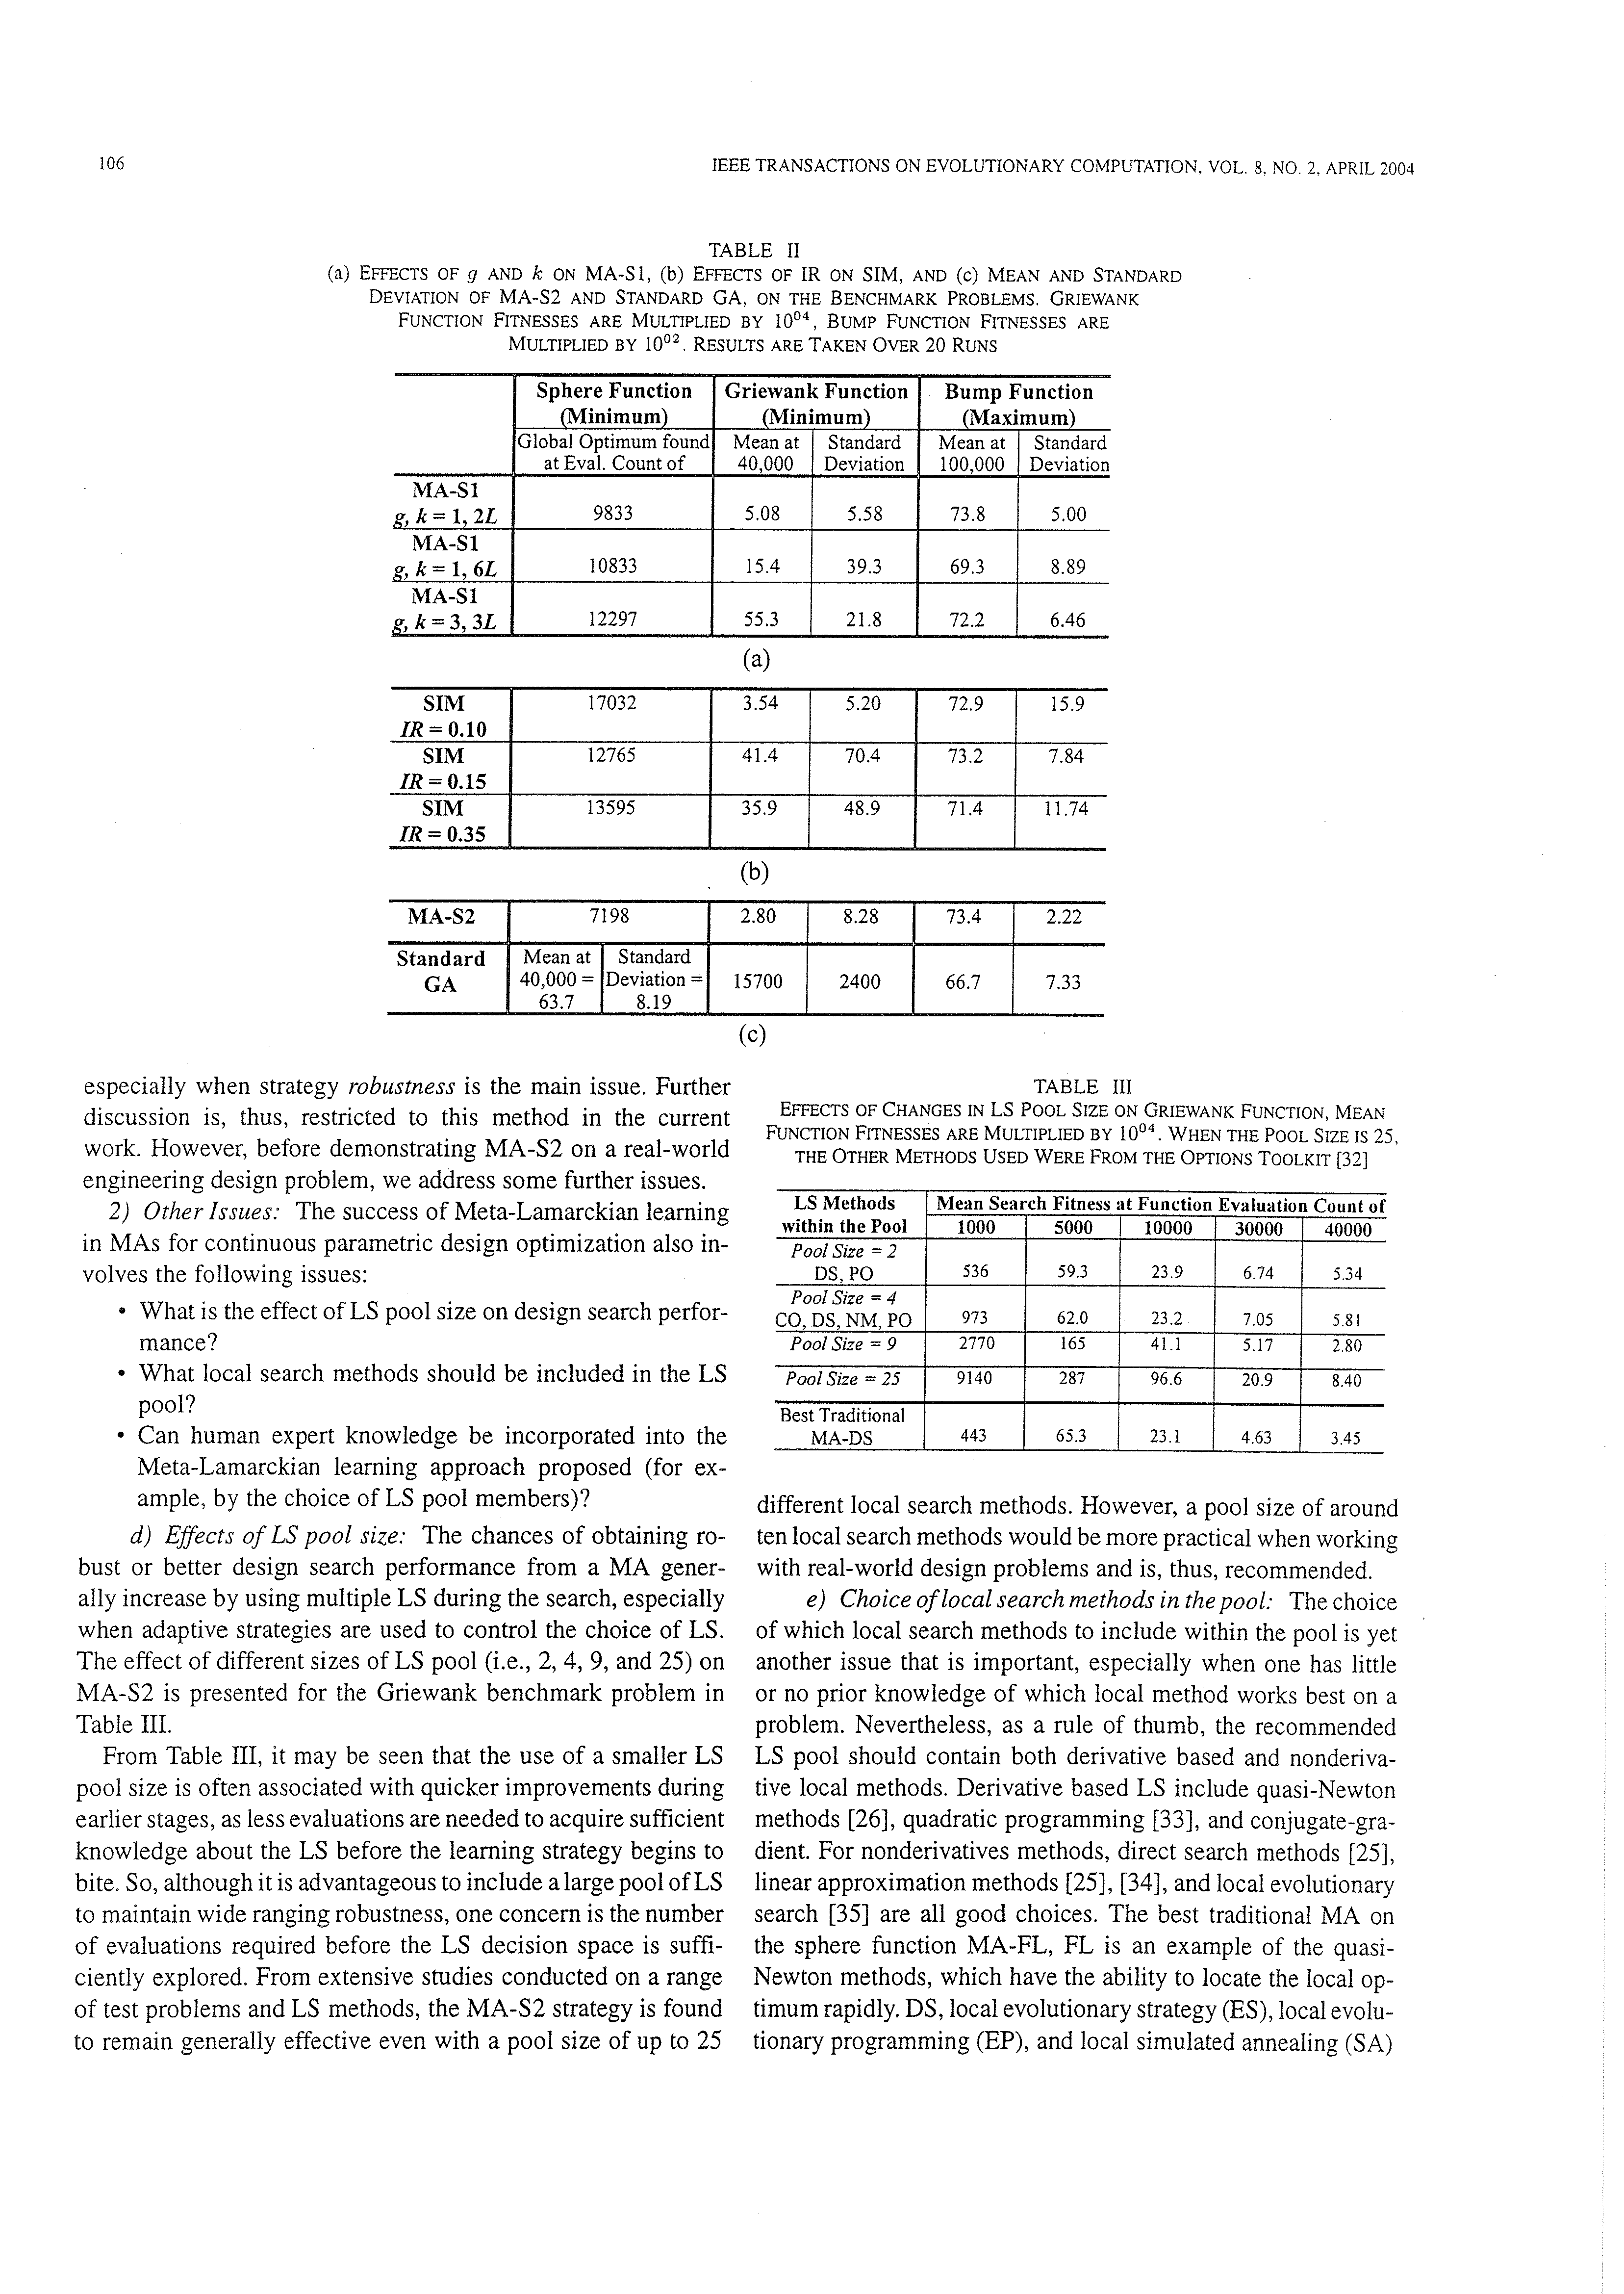 106
IEEE TRANSACTIONS ON EVOLUTIONARY COMPUTATION, VOL. 8, NO. 2, APRIL 2004
TABLE II
(a) EFFECTS OF g AND k ON MA-S1, (b) EFFECTS OF IR ON SIM, AND (c) MEAN AND STANDARD
DEVIATION OF MA-S2 AND STANDARD GA, ON THE BENCHMARK PROBLEMS. GRIEWANK
FUNCTION FITNESSES ARE MULTIPLIED BY 10^04, BUMP FUNCTION FITNESSES ARE
MULTIPLIED BY 10^02. RESULTS ARE TAKEN OVER 20 RUNS
Sphere Function Griewank Function Bump Function
(Minimum) (Minimum) (Maximum)
Global Optimum found Mean at Standard Mean at Standard
at Eval. Count of 40,000 Deviation 100,000 Deviation
MA-S1
g, k = 1, 2L 9833 5.08 5.58 73.8 5.00
MA-S1
g, k = 1, 6L 10833 15.4 39.3 69.3 8.89
MA-S1
g, k = 3, 3L 12297 55.3 21.8 72.2 6.46
(a)
SIM 17032 3.54 5.20 72.9 15.9
IR = 0.10
SIM 12765 41.4 70.4 73.2 7.84
IR = 0.15
SIM 13595 35.9 48.9 71.4 11.74
IR = 0.35
(b)
MA-S2 7198 2.80 8.28 73.4 2.22
Standard Mean at Standard
GA 40,000 = Deviation = 15700 2400 66.7 7.33
63.7 8.19
(c)
especially when strategy robustness is the main issue. Further
discussion is, thus, restricted to this method in the current
work. However, before demonstrating MA-S2 on a real-world
engineering design problem, we address some further issues.
2) Other Issues: The success of Meta-Lamarckian learning
in MAs for continuous parametric design optimization also in-
volves the following issues:
• What is the effect of LS pool size on design search perfor-
mance?
• What local search methods should be included in the LS
pool?
• Can human expert knowledge be incorporated into the
Meta-Lamarckian learning approach proposed (for ex-
ample, by the choice of LS pool members)?
d) Effects of LS pool size: The chances of obtaining ro-
bust or better design search performance from a MA gener-
ally increase by using multiple LS during the search, especially
when adaptive strategies are used to control the choice of LS.
The effect of different sizes of LS pool (i.e., 2, 4, 9, and 25) on
MA-S2 is presented for the Griewank benchmark problem in
Table III.
From Table III, it may be seen that the use of a smaller LS
pool size is often associated with quicker improvements during
earlier stages, as less evaluations are needed to acquire sufficient
knowledge about the LS before the learning strategy begins to
bite. So, although it is advantageous to include a large pool of LS
to maintain wide ranging robustness, one concern is the number
of evaluations required before the LS decision space is suffi-
ciently explored. From extensive studies conducted on a range
of test problems and LS methods, the MA-S2 strategy is found
to remain generally effective even with a pool size of up to 25
TABLE III
EFFECTS OF CHANGES IN LS POOL SIZE ON GRIEWANK FUNCTION, MEAN
FUNCTION FITNESSES ARE MULTIPLIED BY 10^04. WHEN THE POOL SIZE IS 25,
THE OTHER METHODS USED WERE FROM THE OPTIONS TOOLKIT [32]
LS Methods Mean Search Fitness at Function Evaluation Count of
within the Pool 1000 5000 10000 30000 40000
Pool Size = 2
DS, PO 536 59.3 23.9 6.74 5.34
Pool Size = 4
CO, DS, NM, PO 973 62.0 23.2 7.05 5.81
Pool Size = 9 2770 165 41.1 5.17 2.80
Pool Size = 25 9140 287 96.6 20.9 8.40
Best Traditional
MA-DS 443 65.3 23.1 4.63 3.45
different local search methods. However, a pool size of around
ten local search methods would be more practical when working
with real-world design problems and is, thus, recommended.
e) Choice of local search methods in the pool: The choice
of which local search methods to include within the pool is yet
another issue that is important, especially when one has little
or no prior knowledge of which local method works best on a
problem. Nevertheless, as a rule of thumb, the recommended
LS pool should contain both derivative based and nonderiva-
tive local methods. Derivative based LS include quasi-Newton
methods [26], quadratic programming [33], and conjugate-gra-
dient. For nonderivatives methods, direct search methods [25],
linear approximation methods [25], [34], and local evolutionary
search [35] are all good choices. The best traditional MA on
the sphere function MA-FL, FL is an example of the quasi-
Newton methods, which have the ability to locate the local op-
timum rapidly. DS, local evolutionary strategy (ES), local evolu-
tionary programming (EP), and local simulated annealing (SA)